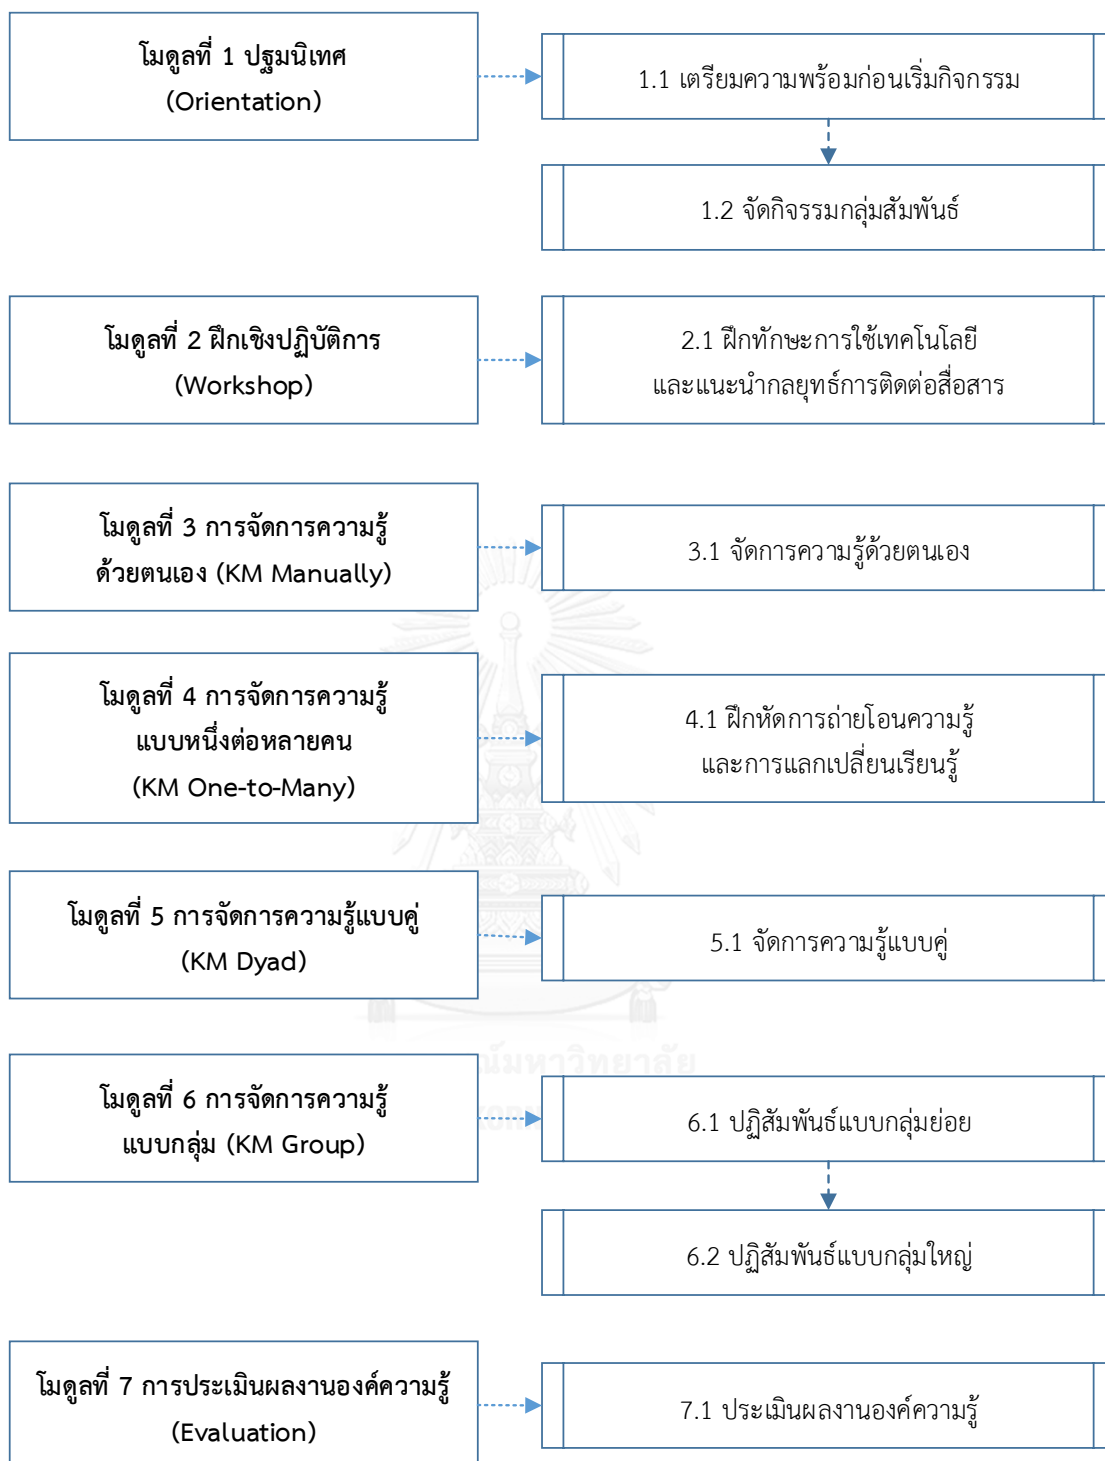 โมดูลที่ 1 ปฐมนิเทศ
(Orientation)
1.1 เตรียมความพร้อมก่อนเริ่มกิจกรรม
1.2 จัดกิจรรมกลุ่มสัมพันธ์
โมดูลที่ 2 ฝึกเชิงปฏิบัติการ
(Workshop)
2.1 ฝึกทักษะการใช้เทคโนโลยี
และแนะนำกลยุทธ์การติดต่อสื่อสาร
โมดูลที่ 3 การจัดการความรู้
ด้วยตนเอง (KM Manually)
3.1 จัดการความรู้ด้วยตนเอง
โมดูลที่ 4 การจัดการความรู้
แบบหนึ่งต่อหลายคน
(KM One-to-Many)
4.1 ฝึกหัดการถ่ายโอนความรู้
และการแลกเปลี่ยนเรียนรู้
โมดูลที่ 5 การจัดการความรู้แบบคู่
(KM Dyad)
5.1 จัดการความรู้แบบคู่
โมดูลที่ 6 การจัดการความรู้
แบบกลุ่ม (KM Group)
6.1 ปฏิสัมพันธ์แบบกลุ่มย่อย
6.2 ปฏิสัมพันธ์แบบกลุ่มใหญ่
โมดูลที่ 7 การประเมินผลงานองค์ความรู้
(Evaluation)
7.1 ประเมินผลงานองค์ความรู้